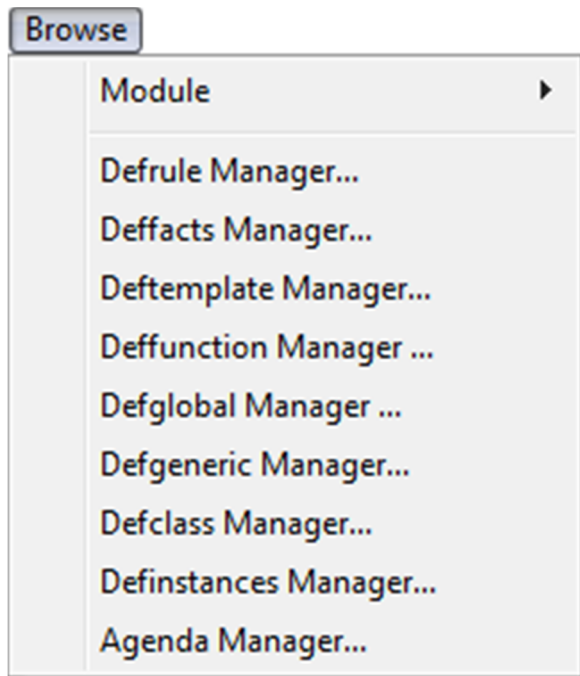 Browse
Module
Defrule Manager...
Deffacts Manager...
Deftemplate Manager...
Deffunction Manager ...
Defglobal Manager ...
Defgeneric Manager...
Defclass Manager...
Definstances Manager...
Agenda Manager...